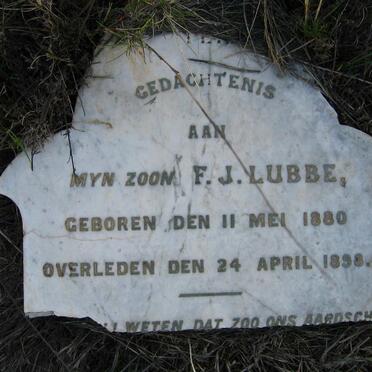 GEDACHTENIS
AAN
MYN ZOON F. J. LUBBE,
GEBOREN DEN 11 MEI 1880
OVERLEDEN DEN 24 APRIL 1898.
WETEN DAT ZOO ONS AARDSCH